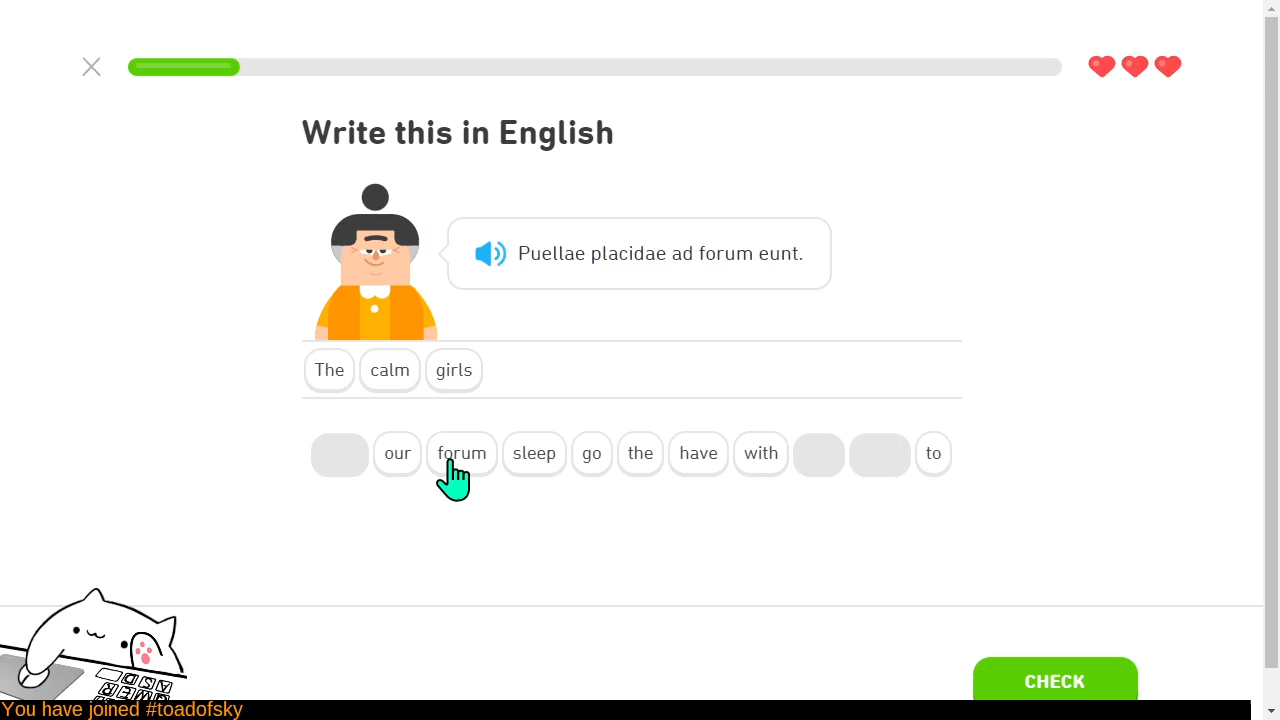 Write this in English
Puellae placidae ad forum eunt.
The calm girls
our forum sleep go the have with to
CHECK
You have joined #toadofsky